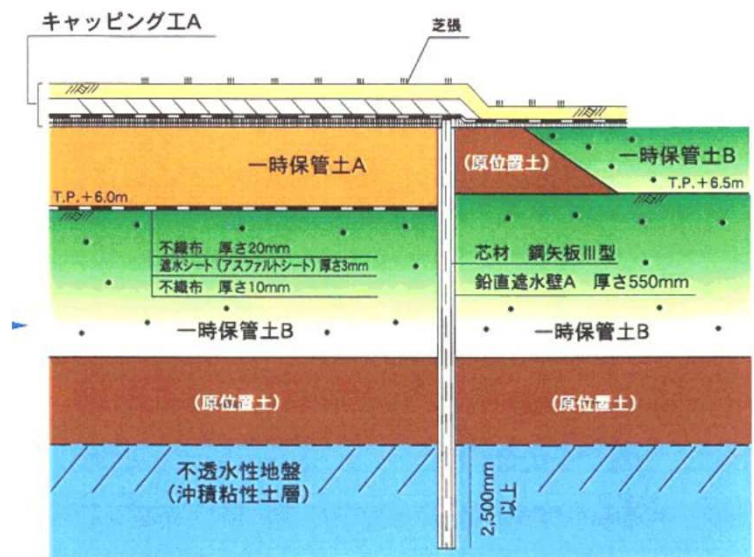 キャッピング工A
芝張
一時保管土A
(原位置土)
一時保管土B
T.P.+6.0m
T.P.+6.5m
不織布 厚さ20mm
遮水シート(アスファルトシート)厚さ3mm
不織布 厚さ10mm
芯材 鋼矢板III型
鉛直遮水壁A 厚さ550mm
一時保管土B
一時保管土B
(原位置土)
(原位置土)
不透水性地盤
(沖積粘性土層)
2,500mm
以上